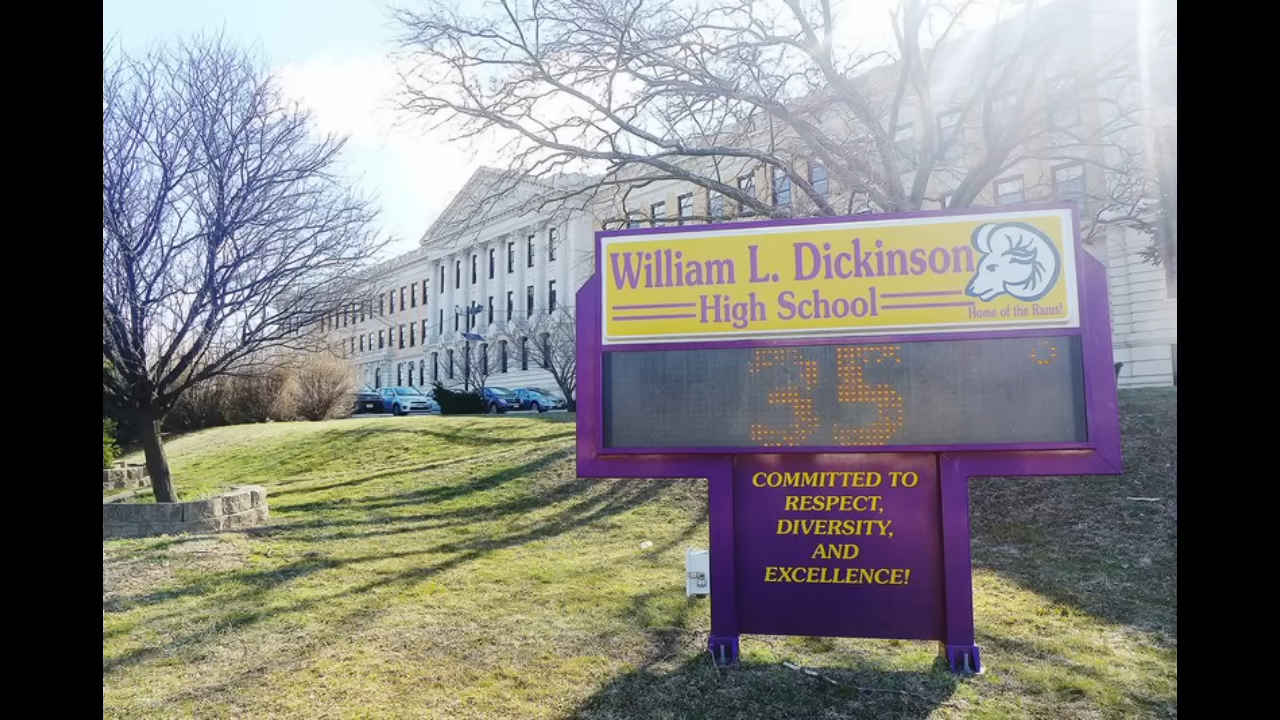 William L. Dickinson
High School
Home of the Rams!
35
COMMITTED TO
RESPECT,
DIVERSITY,
AND
EXCELLENCE!